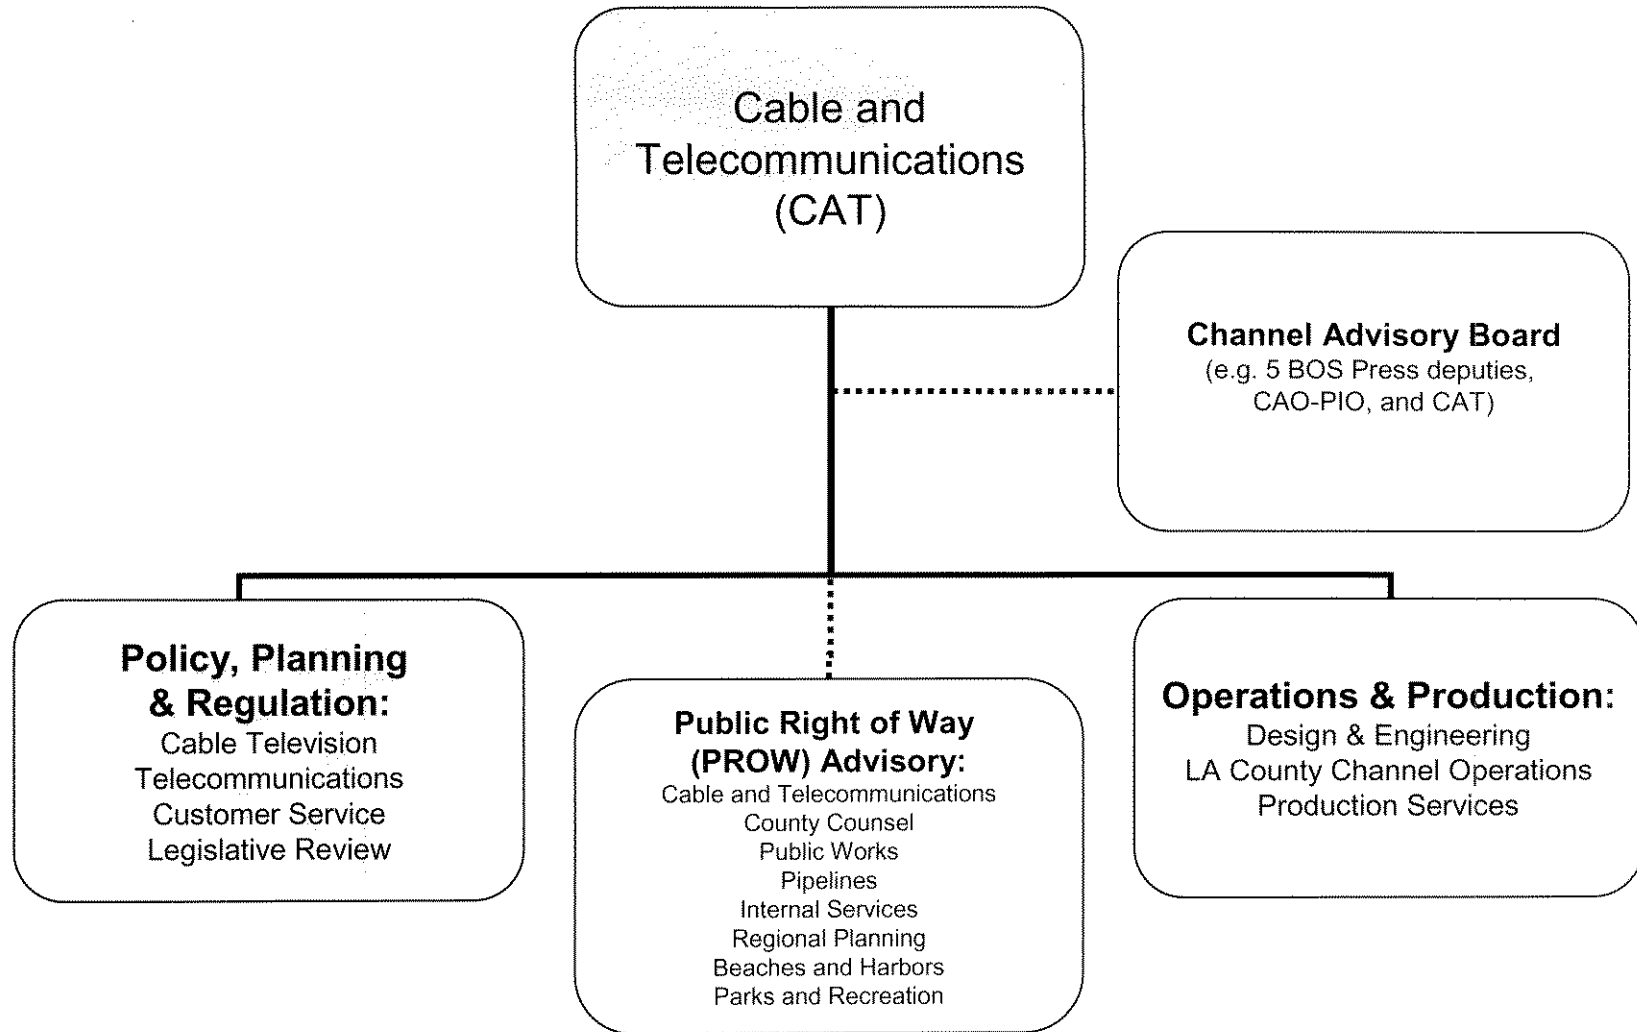 Cable and
Telecommunications
(CAT)
Channel Advisory Board
(e.g. 5 BOS Press deputies,
CAO-PIO, and CAT)
Policy, Planning
& Regulation:
Cable Television
Telecommunications
Customer Service
Legislative Review
Public Right of Way
(PROW) Advisory:
Cable and Telecommunications
County Counsel
Public Works
Pipelines
Internal Services
Regional Planning
Beaches and Harbors
Parks and Recreation
Operations & Production:
Design & Engineering
LA County Channel Operations
Production Services